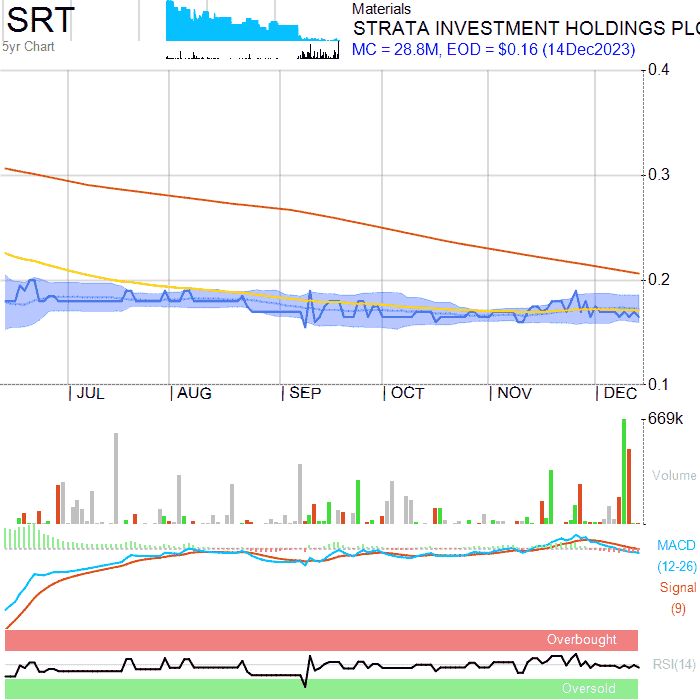 SRT
5yr Chart
Materials
STRATA INVESTMENT HOLDINGS PLC
MC = 28.8M, EOD = $0.16 (14Dec2023)
0.4
0.3
0.2
0.1
JUL
AUG
SEP
OCT
NOV
DEC
669k
Volume
MACD
(12-26)
Signal
(9)
Overbought
RSI(14)
Oversold